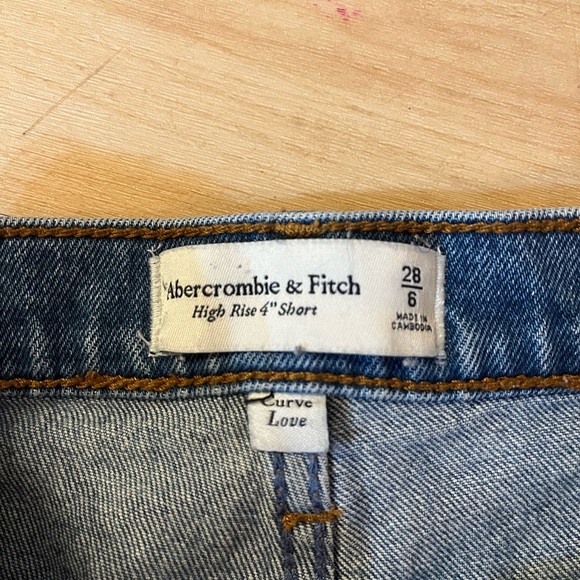 Abercrombie & Fitch
High Rise 4" Short
28
6
MADE IN
CAMBODIA
Curve
Love